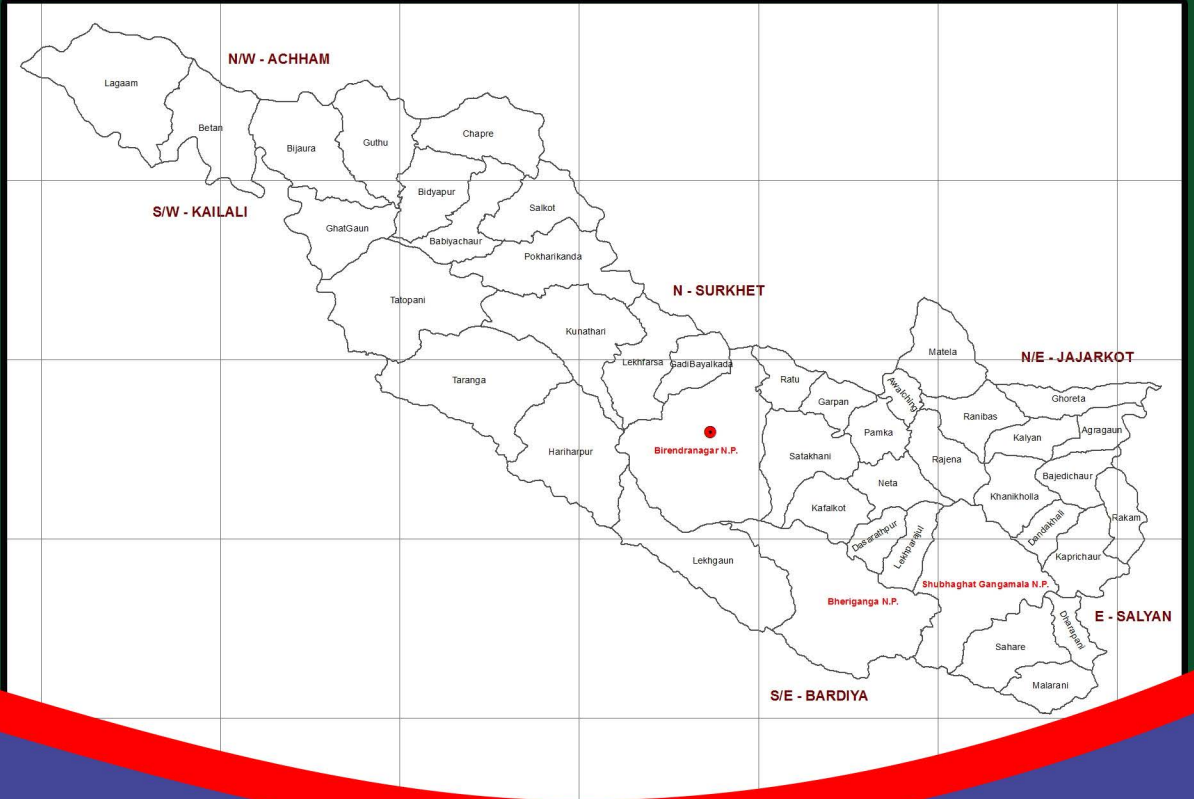 N/W - ACHHAM
Lagaam
Betan
Bijaura
Guthu
Chapre
Bidyapur
Salkot
S/W - KAILALI
GhatGaun
Babiyachaur
Pokharikanda
N - SURKHET
Tatopani
Kunathari
Lekhfarsa
GadiBayalkada
Matela
N/E - JAJARKOT
Taranga
Ratu
Awalching
Garpan
Ghoreta
Ranibas
Hariharpur
Birendranagar N.P.
Satakhani
Pamka
Rajena
Kalyan
Agragaun
Neta
Khanikholla
Bajedichaur
Kafalkot
Dasarathpur
Lekhparajul
Dandakhali
Rakam
Lekhgaun
Kaprichaur
Shubhaghat Gangamala N.P.
Bheriganga N.P.
E - SALYAN
Sahare
Dharapani
Malarani
S/E - BARDIYA